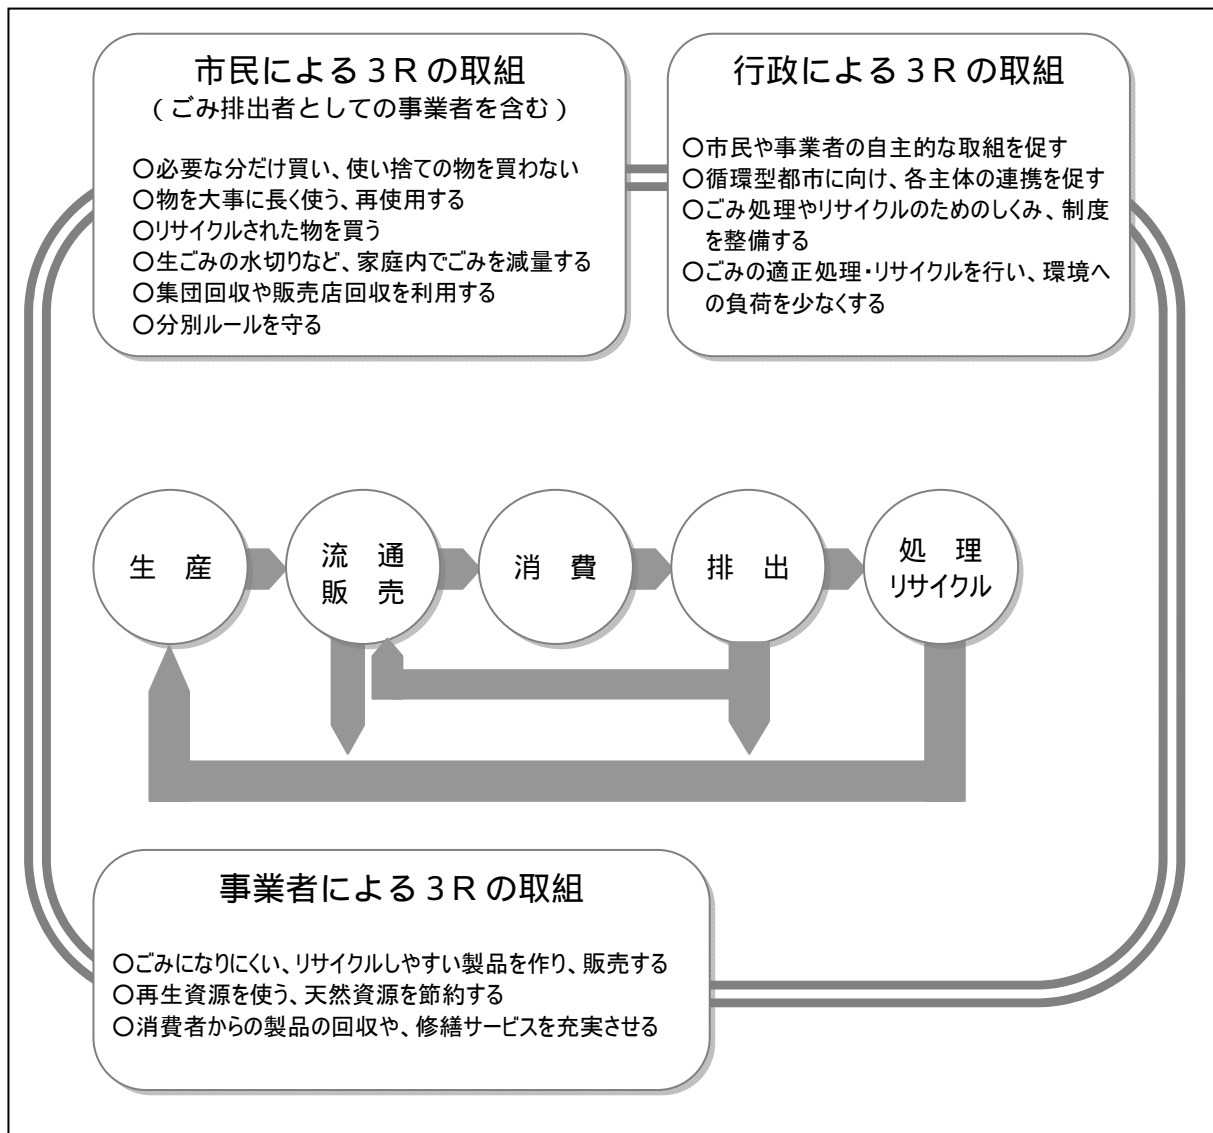 市民による３Ｒの取組
（ごみ排出者としての事業者を含む）
○必要な分だけ買い、使い捨ての物を買わない
○物を大事に長く使う、再使用する
○リサイクルされた物を買う
○生ごみの水切りなど、家庭内でごみを減量する
○集団回収や販売店回収を利用する
○分別ルールを守る
行政による３Ｒの取組
○市民や事業者の自主的な取組を促す
○循環型都市に向け、各主体の連携を促す
○ごみ処理やリサイクルのためのしくみ、制度
を整備する
○ごみの適正処理・リサイクルを行い、環境へ
の負荷を少なくする
生　産
流　通
販　売
消　費
排　出
処　理
リサイクル
事業者による３Ｒの取組
○ごみになりにくい、リサイクルしやすい製品を作り、販売する
○再生資源を使う、天然資源を節約する
○消費者からの製品の回収や、修繕サービスを充実させる